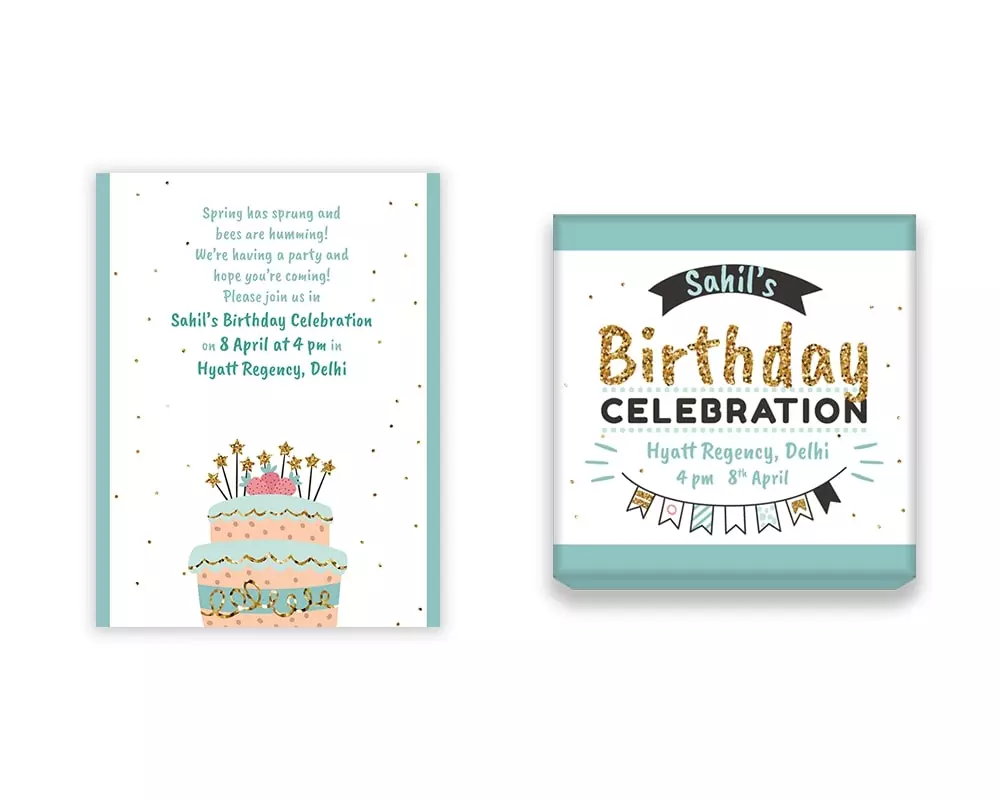 Spring has sprung and
bees are humming!
We're having a party and
hope you're coming!
Please join us in
Sahil's Birthday Celebration
on 8 April at 4 pm in
Hyatt Regency, Delhi
Sahil's
Birthday
CELEBRATION
Hyatt Regency, Delhi
4 pm 8th April